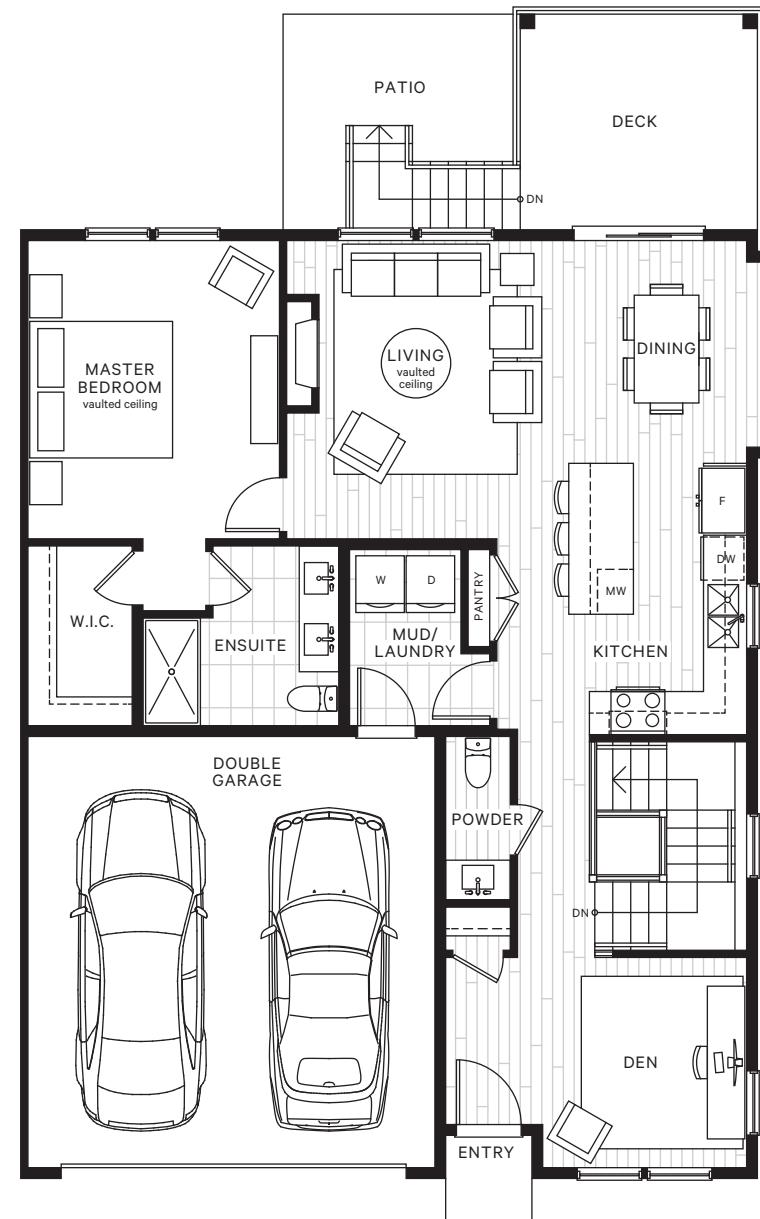 PATIO
DECK
DN
MASTER
BEDROOM
vaulted ceiling
LIVING
vaulted
ceiling
DINING
F
DW
MW
W
D
PANTRY
W.I.C.
ENSUITE
MUD/
LAUNDRY
KITCHEN
DOUBLE
GARAGE
POWDER
DN
DEN
ENTRY